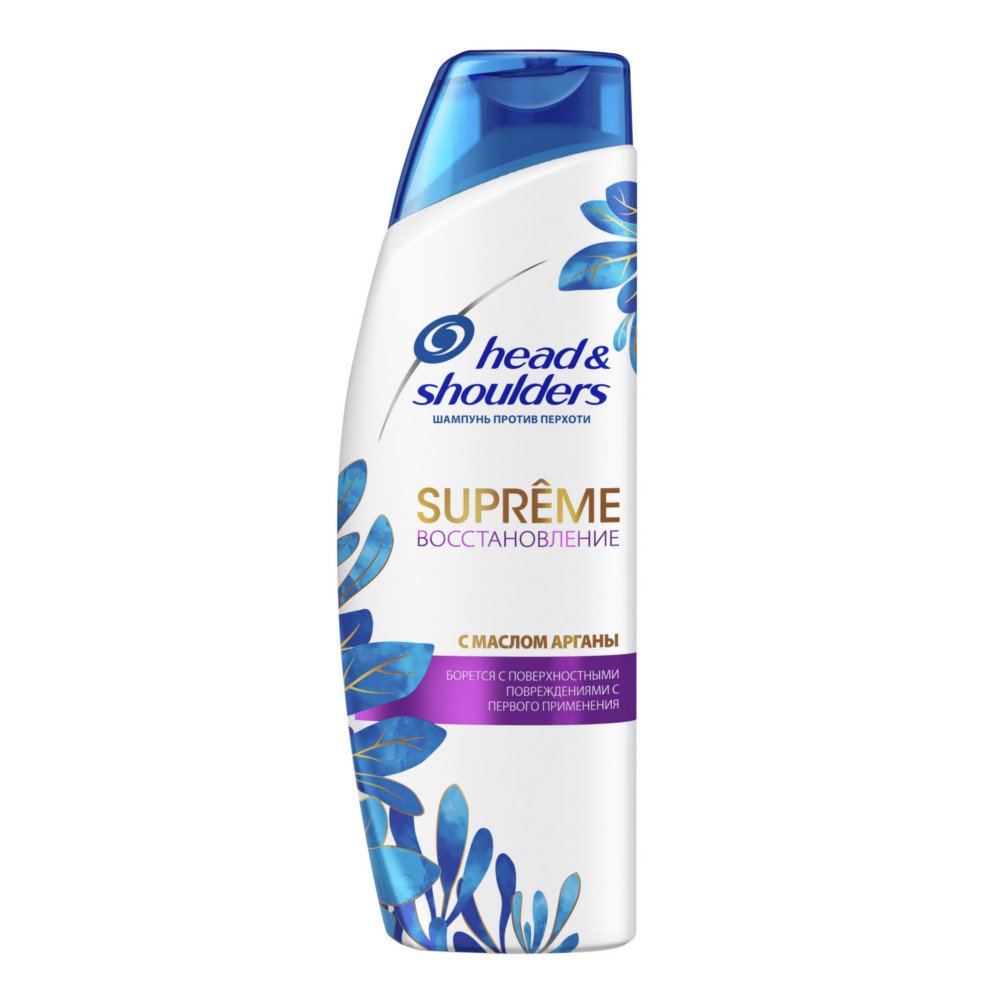 head &
shoulders
ШАМПУНЬ ПРОТИВ ПЕРХОТИ
SUPRÊME
ВОССТАНОВЛЕНИЕ
С МАСЛОМ АРГАНЫ
БОРЕТСЯ С ПОВЕРХНОСТНЫМИ
ПОВРЕЖДЕНИЯМИ С
ПЕРВОГО ПРИМЕНЕНИЯ